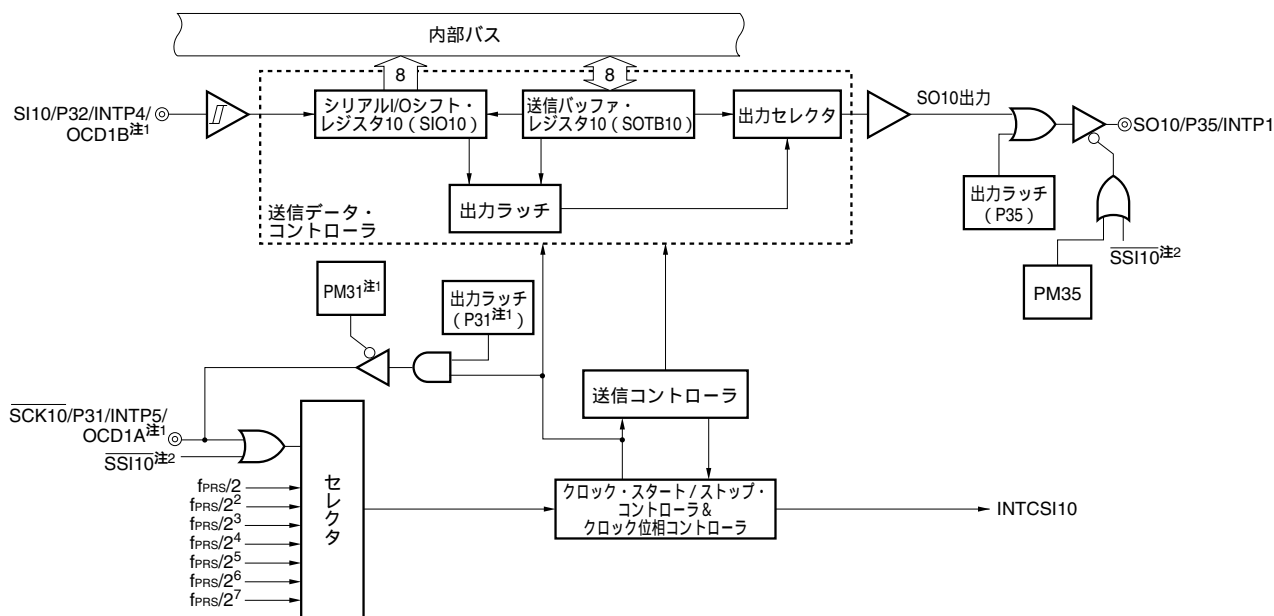 内部バス
8
8
SI10/P32/INTP4/
OCD1B注1
シリアルI/Oシフト・
レジスタ10（SIO10）
送信バッファ・
レジスタ10（SOTB10）
出力セレクタ
SO10出力
SO10/P35/INTP1
出力ラッチ
送信データ・
コントローラ
出力ラッチ
（P35）
SSI10注2
PM35
PM31注1
出力ラッチ
（P31注1）
送信コントローラ
SCK10/P31/INTP5/
OCD1A注1
SSI10注2
セレクタ
fPRS/2
fPRS/2²
fPRS/2³
fPRS/2⁴
fPRS/2⁵
fPRS/2⁶
fPRS/2⁷
クロック・スタート / ストップ・
コントローラ &
クロック位相コントローラ
INTCSI10